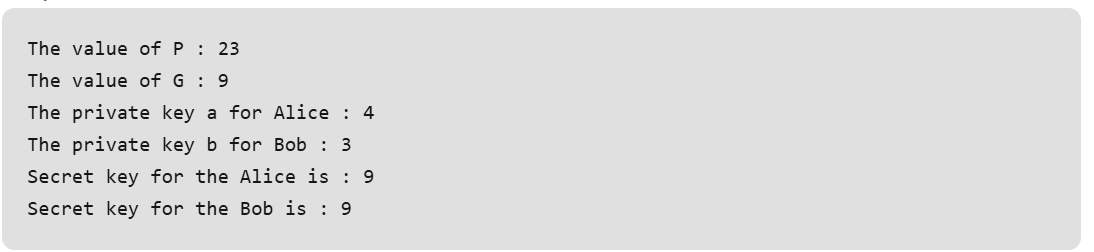 The value of P : 23
The value of G : 9
The private key a for Alice : 4
The private key b for Bob : 3
Secret key for the Alice is : 9
Secret key for the Bob is : 9